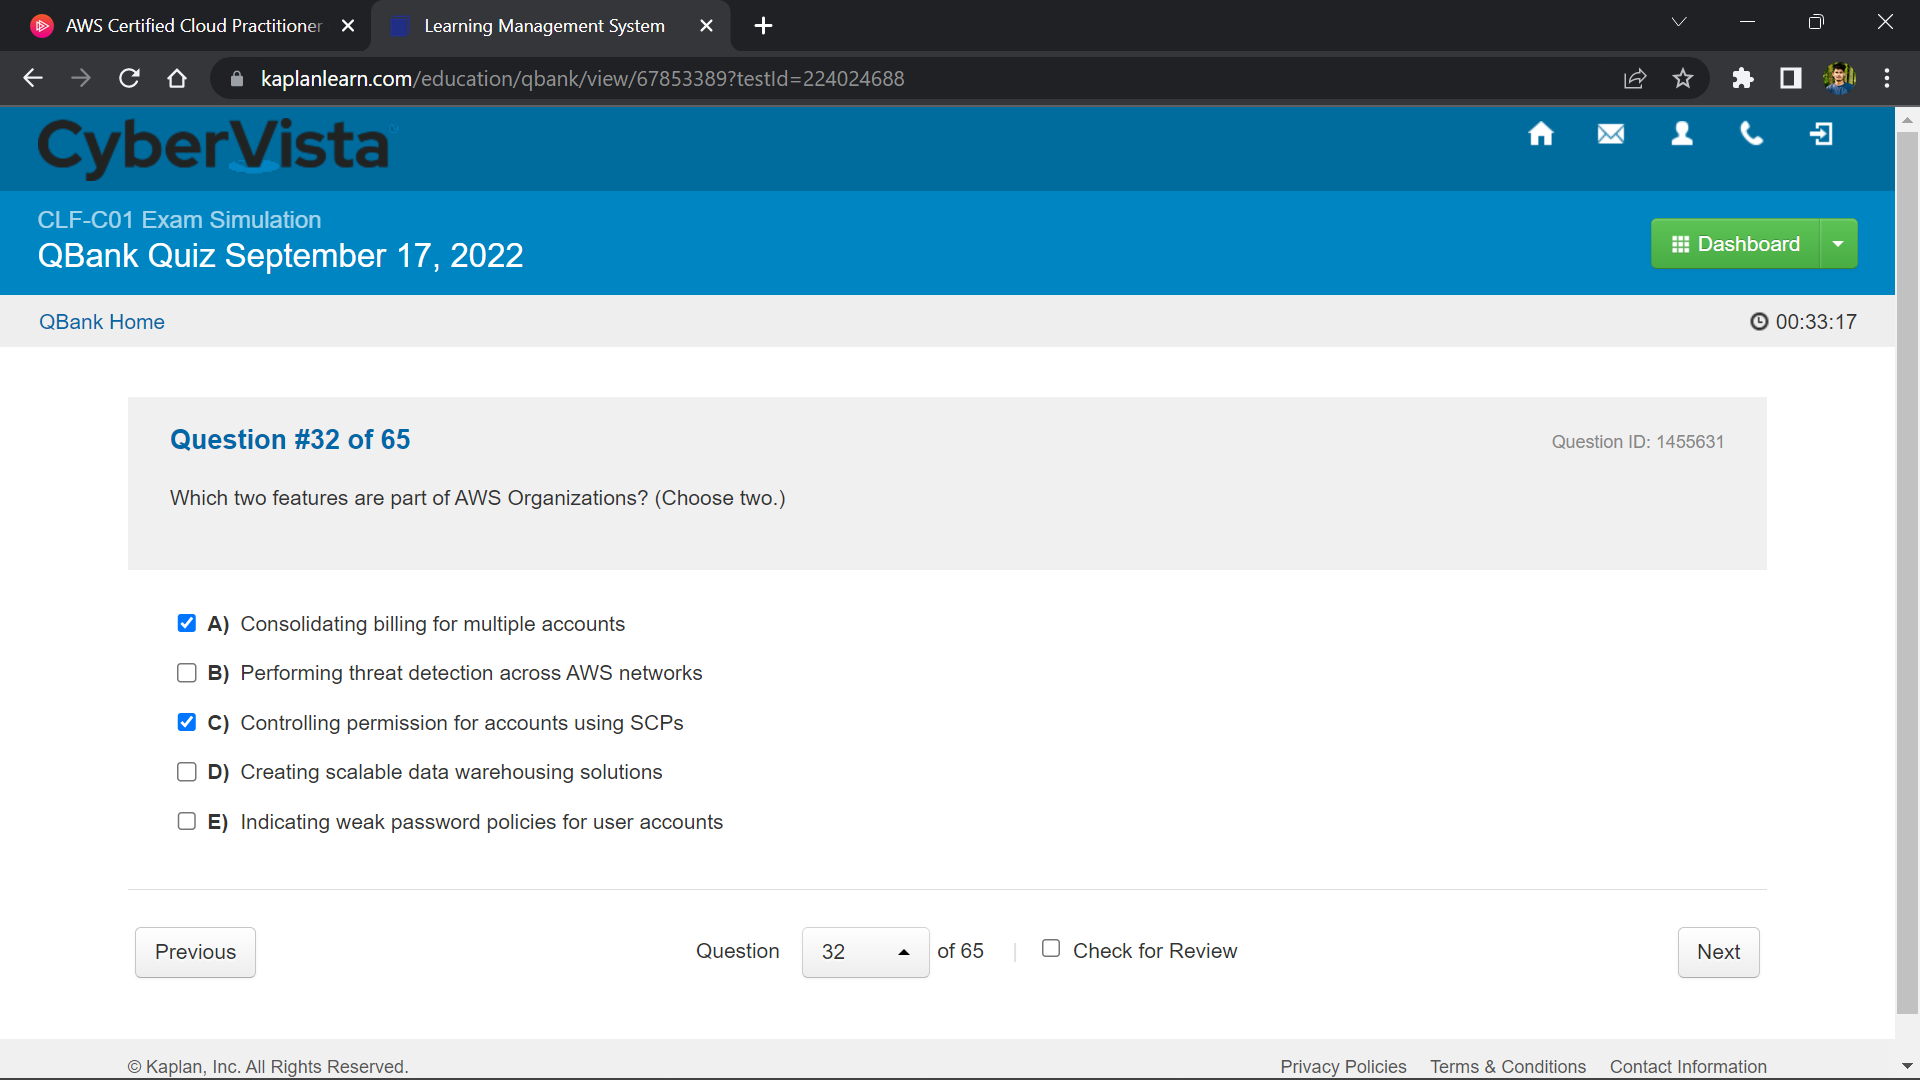 AWS Certified Cloud Practitioner
Learning Management System
kaplanlearn.com/education/qbank/view/67853389?testId=224024688
CyberVista
CLF-C01 Exam Simulation
QBank Quiz September 17, 2022
Dashboard
QBank Home
00:33:17
Question #32 of 65
Question ID: 1455631
Which two features are part of AWS Organizations? (Choose two.)
A) Consolidating billing for multiple accounts
B) Performing threat detection across AWS networks
C) Controlling permission for accounts using SCPs
D) Creating scalable data warehousing solutions
E) Indicating weak password policies for user accounts
Previous
Question 32 of 65
Check for Review
Next
© Kaplan, Inc. All Rights Reserved.
Privacy Policies Terms & Conditions Contact Information